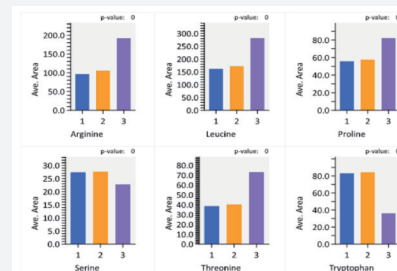 p-value: 0
Ave. Area
200.0
150.0
100.0
50.0
0.0
1 2 3
Arginine
p-value: 0
Ave. Area
300.0
250.0
200.0
150.0
100.0
50.0
0.0
1 2 3
Leucine
p-value: 0
Ave. Area
80.0
60.0
40.0
20.0
0.0
1 2 3
Proline
p-value: 0
Ave. Area
30.0
25.0
20.0
15.0
10.0
5.0
0.0
1 2 3
Serine
p-value: 0
Ave. Area
80.0
70.0
60.0
50.0
40.0
30.0
20.0
10.0
0.0
1 2 3
Threonine
p-value: 0
Ave. Area
80.0
60.0
40.0
20.0
0.0
1 2 3
Tryptophan